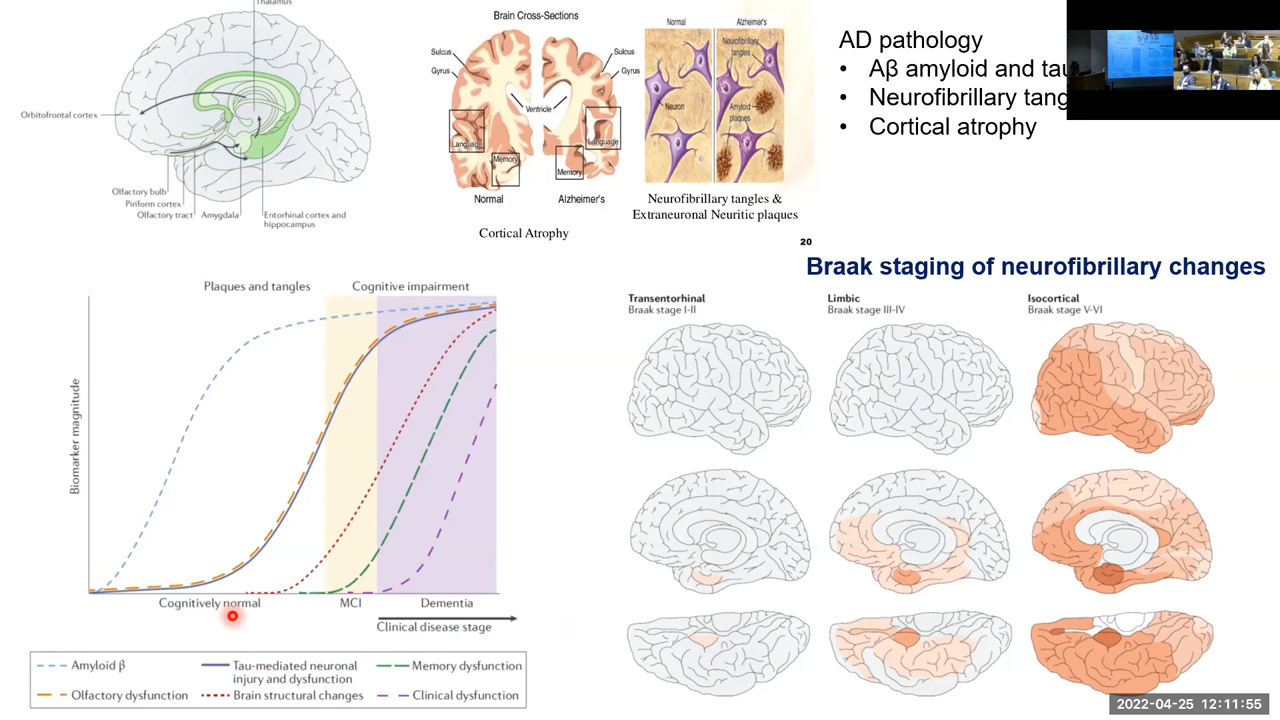 Thalamus
Orbitofrontal cortex
Olfactory bulb
Piriform cortex
Olfactory tract
Amygdala
Entorhinal cortex and
hippocampus
Brain Cross-Sections
Sulcus
Gyrus
Sulcus
Gyrus
Ventricle
Language
Memory
Language
Memory
Normal
Alzheimer's
Cortical Atrophy
Normal
Alzheimer's
Neurofibrillary
tangles
Neuron
Amyloid
plaques
Neurofibrillary tangles &
Extraneuronal Neuritic plaques
AD pathology
• Aβ amyloid and tau
• Neurofibrillary tang
• Cortical atrophy
20
Braak staging of neurofibrillary changes
Transentorhinal
Braak stage I-II
Limbic
Braak stage III-IV
Isocortical
Braak stage V-VI
Plaques and tangles
Cognitive impairment
Biomarker magnitude
Cognitively normal
MCI
Dementia
Clinical disease stage
Amyloid β
Tau-mediated neuronal
injury and dysfunction
Memory dysfunction
Olfactory dysfunction
Brain structural changes
Clinical dysfunction
2022-04-25 12:11:55